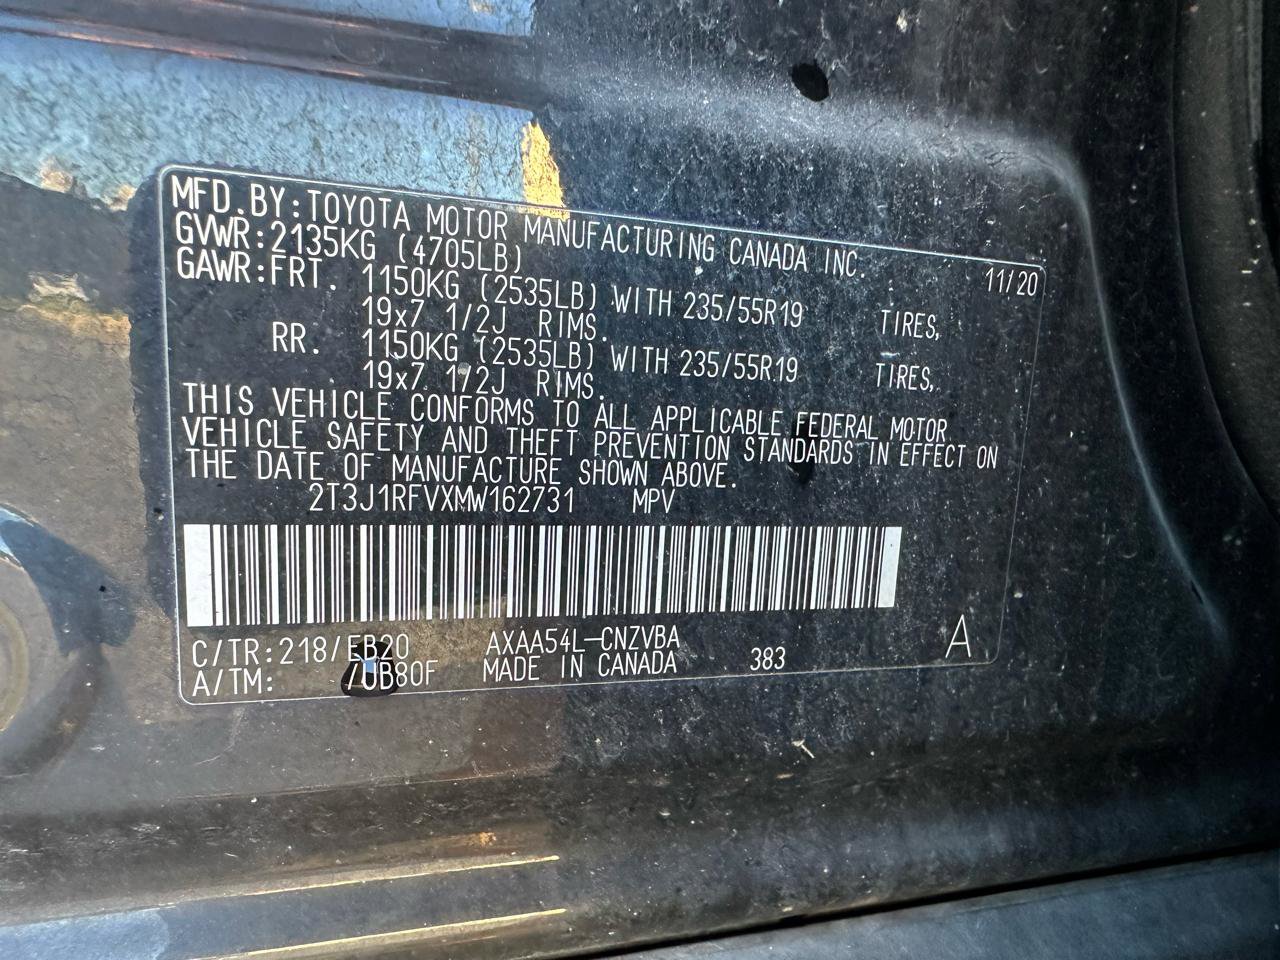 MFD.BY:TOYOTA MOTOR MANUFACTURING CANADA INC. 11/20
GVWR:2135KG (4705LB)
GAWR:FRT. 1150KG (2535LB) WITH 235/55R19 TIRES,
19x7 1/2J RIMS.
RR. 1150KG (2535LB) WITH 235/55R19 TIRES,
19x7 1/2J RIMS.
THIS VEHICLE CONFORMS TO ALL APPLICABLE FEDERAL MOTOR
VEHICLE SAFETY AND THEFT PREVENTION STANDARDS IN EFFECT ON
THE DATE OF MANUFACTURE SHOWN ABOVE.
2T3J1RFVXMW162731 MPV
C/TR:218/EB20 AXAA54L-CNZVBA
A/TM: /UB80F MADE IN CANADA 383 A